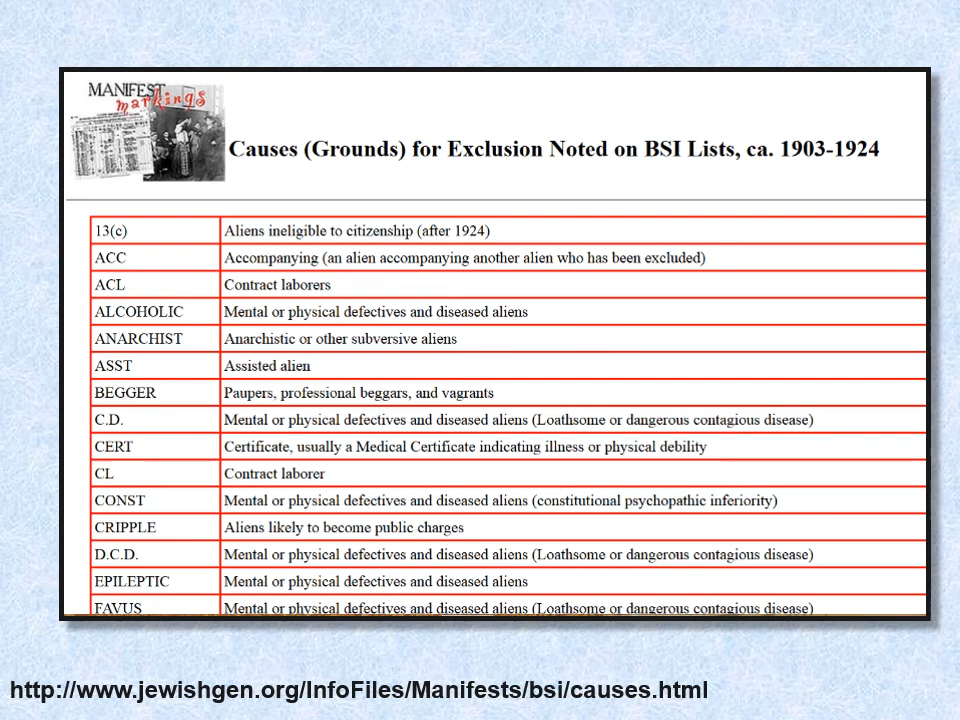 MANIFEST
markings
Causes (Grounds) for Exclusion Noted on BSI Lists, ca. 1903-1924
13(c) Aliens ineligible to citizenship (after 1924)
ACC Accompanying (an alien accompanying another alien who has been excluded)
ACL Contract laborers
ALCOHOLIC Mental or physical defectives and diseased aliens
ANARCHIST Anarchistic or other subversive aliens
ASST Assisted alien
BEGGER Paupers, professional beggars, and vagrants
C.D. Mental or physical defectives and diseased aliens (Loathsome or dangerous contagious disease)
CERT Certificate, usually a Medical Certificate indicating illness or physical debility
CL Contract laborer
CONST Mental or physical defectives and diseased aliens (constitutional psychopathic inferiority)
CRIPPLE Aliens likely to become public charges
D.C.D. Mental or physical defectives and diseased aliens (Loathsome or dangerous contagious disease)
EPILEPTIC Mental or physical defectives and diseased aliens
FAVUS Mental or physical defectives and diseased aliens (Loathsome or dangerous contagious disease)
http://www.jewishgen.org/InfoFiles/Manifests/bsi/causes.html